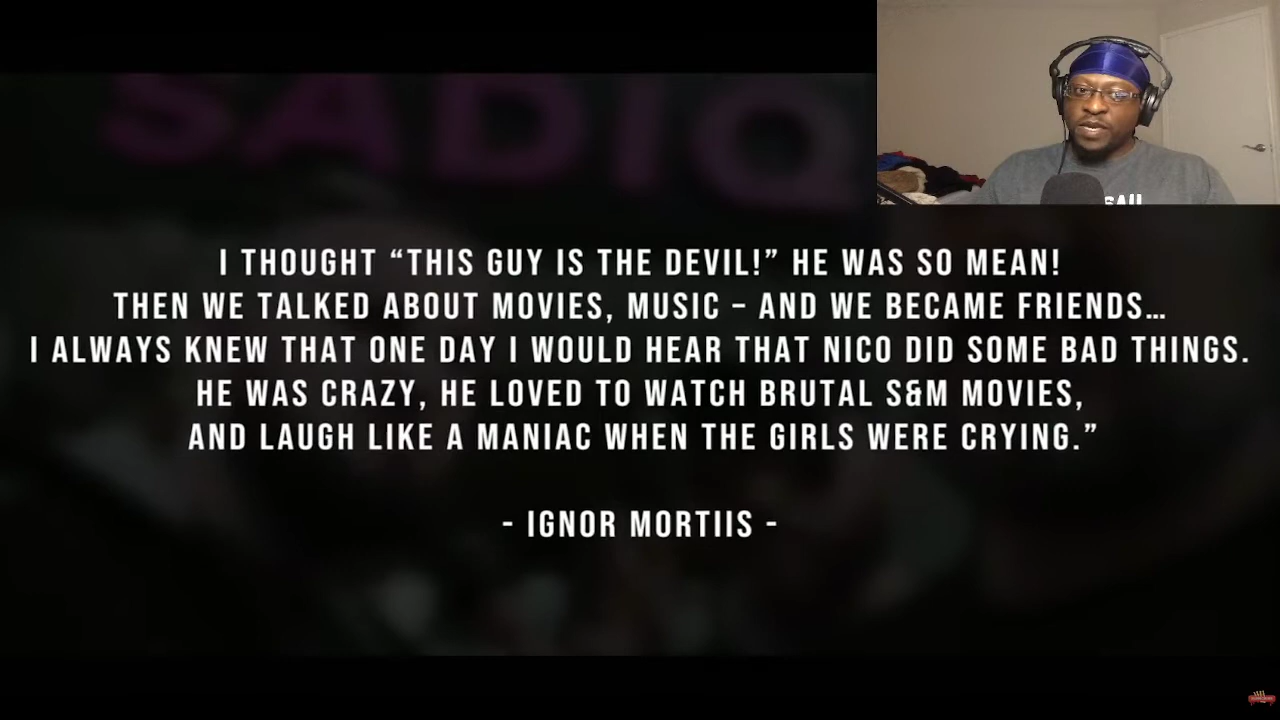 SADIQ
I THOUGHT “THIS GUY IS THE DEVIL!” HE WAS SO MEAN!
THEN WE TALKED ABOUT MOVIES, MUSIC – AND WE BECAME FRIENDS…
I ALWAYS KNEW THAT ONE DAY I WOULD HEAR THAT NICO DID SOME BAD THINGS.
HE WAS CRAZY, HE LOVED TO WATCH BRUTAL S&M MOVIES,
AND LAUGH LIKE A MANIAC WHEN THE GIRLS WERE CRYING.”
- IGNOR MORTIIS -